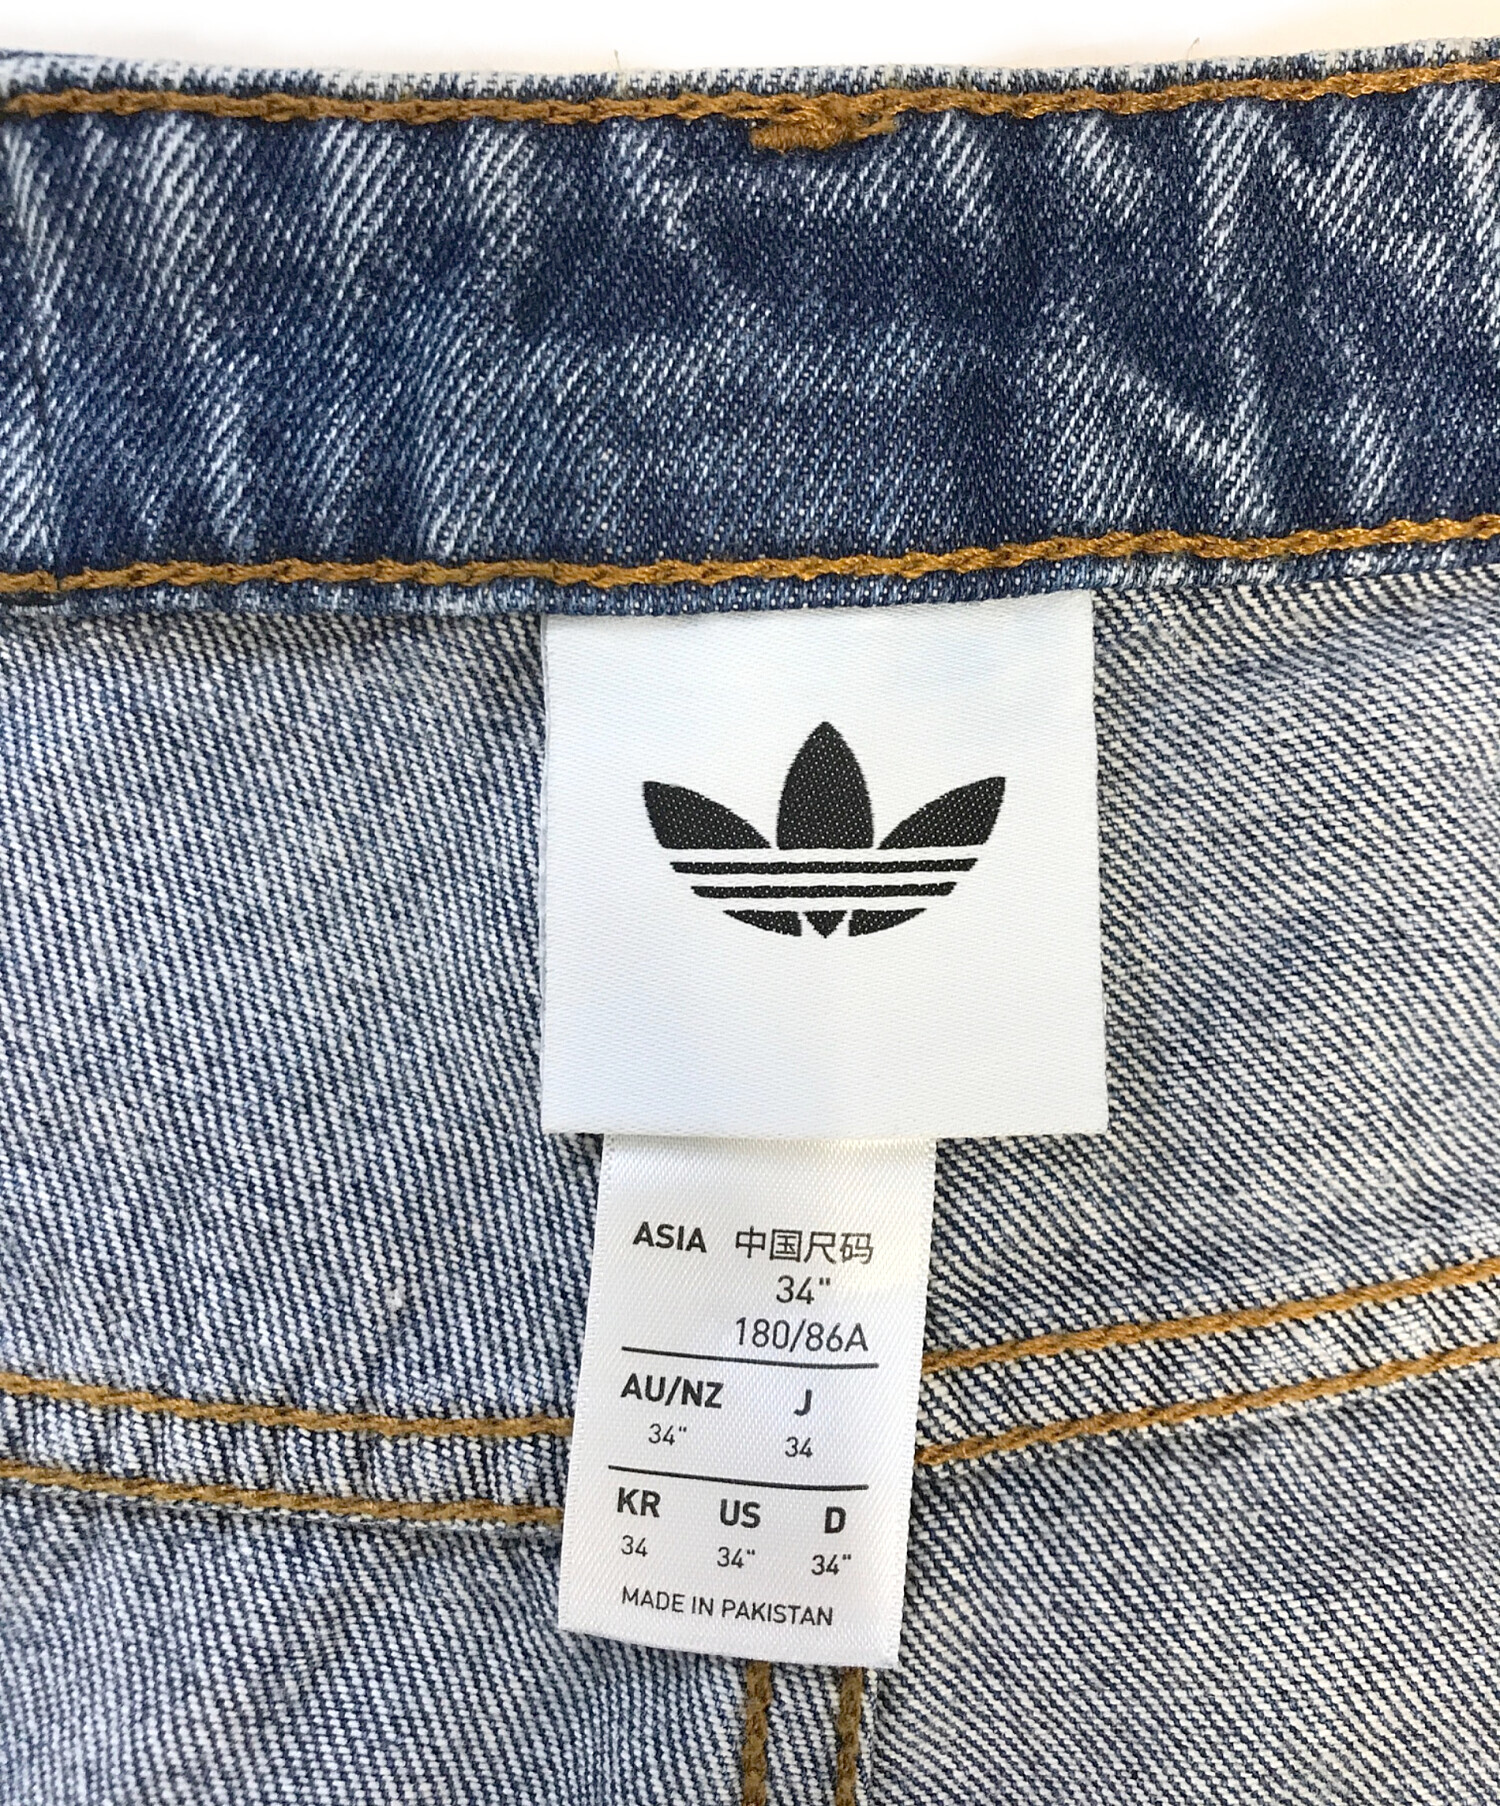 ASIA 中国尺码
34"
180/86A
AU/NZ J
34" 34
KR US D
34 34" 34"
MADE IN PAKISTAN